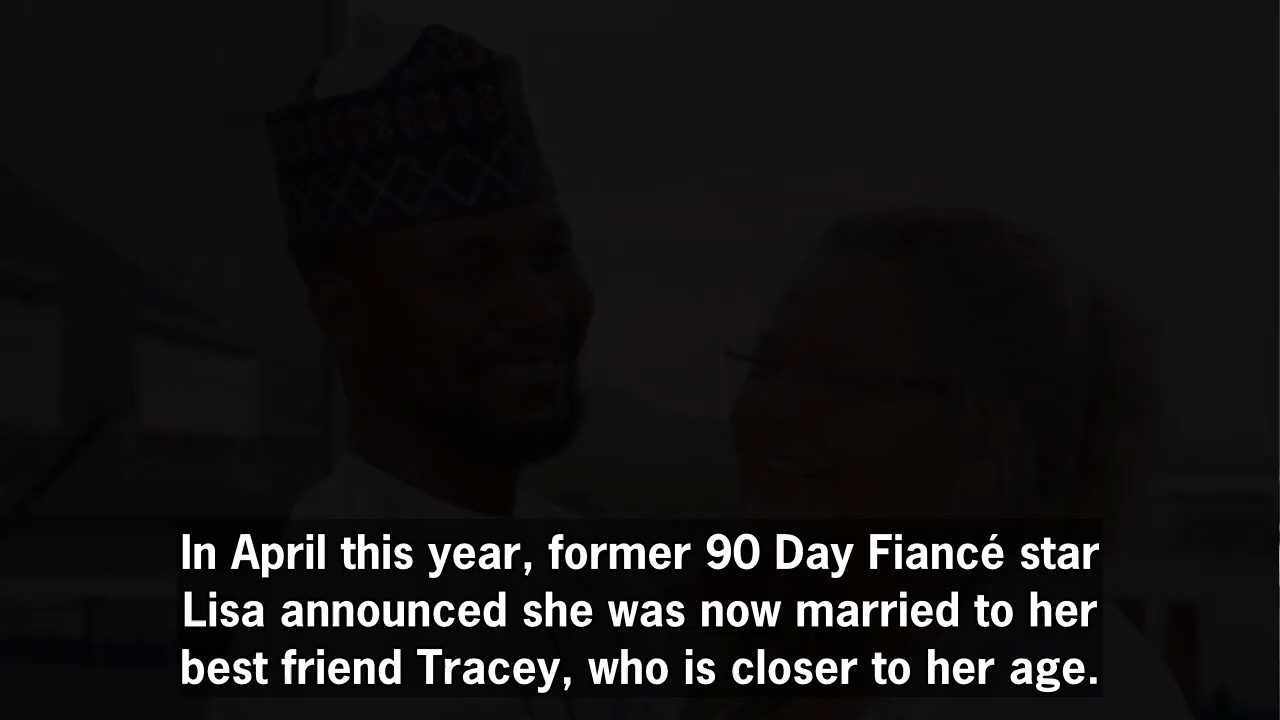 In April this year, former 90 Day Fiancé star
Lisa announced she was now married to her
best friend Tracey, who is closer to her age.